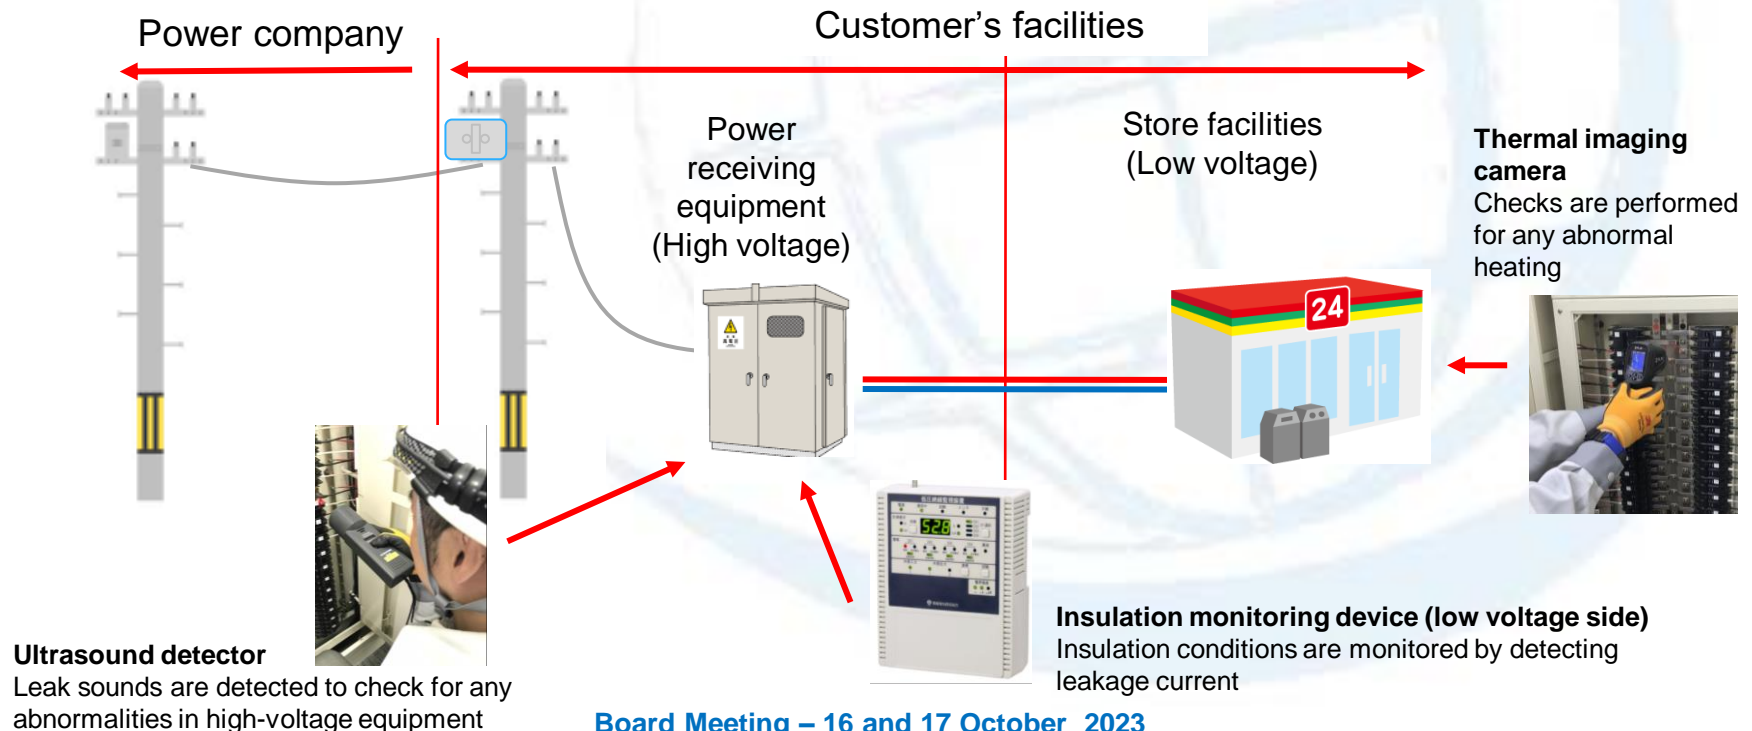 Power company
Customer’s facilities
Power
receiving
equipment
(High voltage)
Store facilities
(Low voltage)
Thermal imaging
camera
Checks are performed
for any abnormal
heating
24
528
Insulation monitoring device (low voltage side)
Insulation conditions are monitored by detecting
leakage current
Ultrasound detector
Leak sounds are detected to check for any
abnormalities in high-voltage equipment
Board Meeting – 16 and 17 October 2023